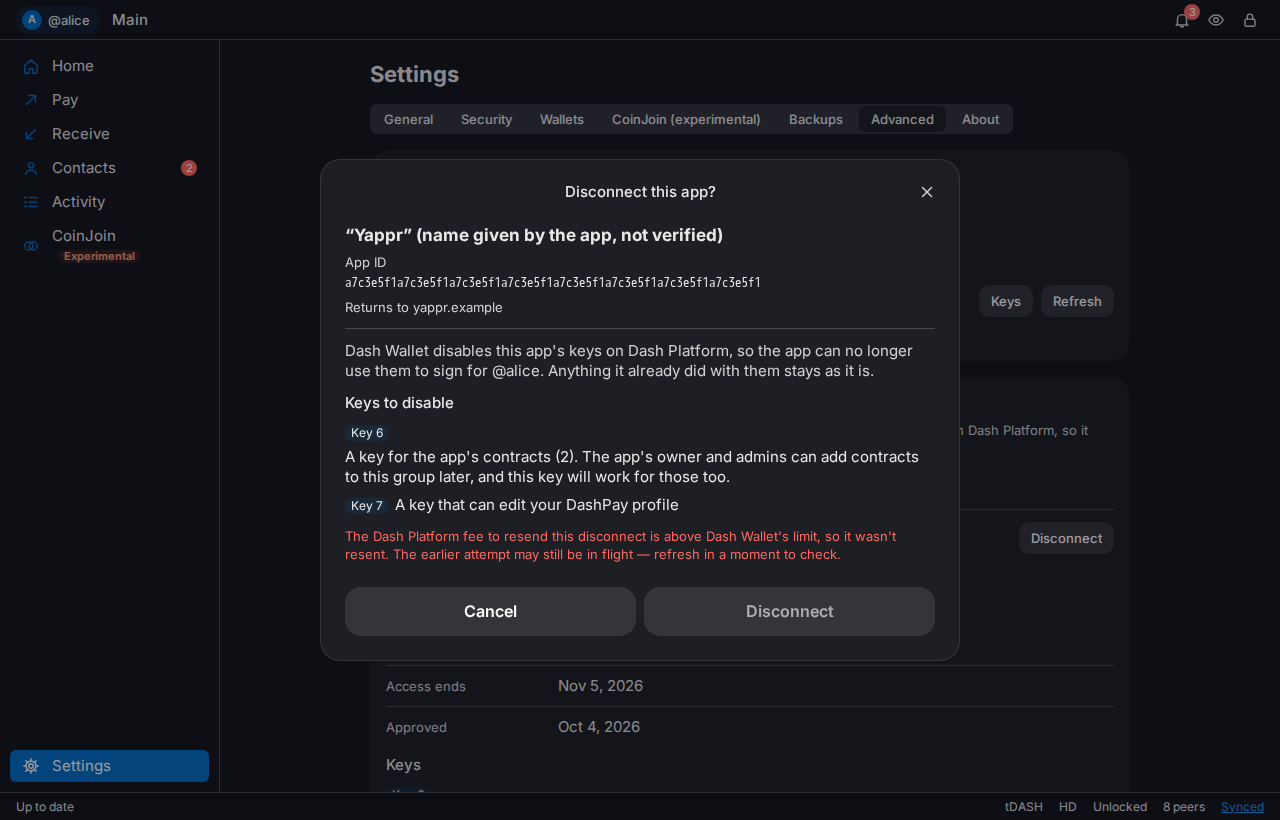 A @alice Main 3
Home
Pay
Receive
Contacts 2
Activity
CoinJoin
Experimental
Settings
General Security Wallets CoinJoin (experimental) Backups Advanced About
Disconnect this app?
“Yappr” (name given by the app, not verified)
App ID
a7c3e5f1a7c3e5f1a7c3e5f1a7c3e5f1a7c3e5f1a7c3e5f1a7c3e5f1a7c3e5f1
Returns to yappr.example
Keys Refresh
Dash Wallet disables this app's keys on Dash Platform, so the app can no longer
use them to sign for @alice. Anything it already did with them stays as it is.
Keys to disable
Key 6
A key for the app's contracts (2). The app's owner and admins can add contracts
to this group later, and this key will work for those too.
Key 7 A key that can edit your DashPay profile
The Dash Platform fee to resend this disconnect is above Dash Wallet's limit, so it wasn't
resent. The earlier attempt may still be in flight — refresh in a moment to check.
Cancel Disconnect
Dash Platform, so it
Disconnect
Access ends Nov 5, 2026
Approved Oct 4, 2026
Keys
Settings
Up to date tDASH HD Unlocked 8 peers Synced